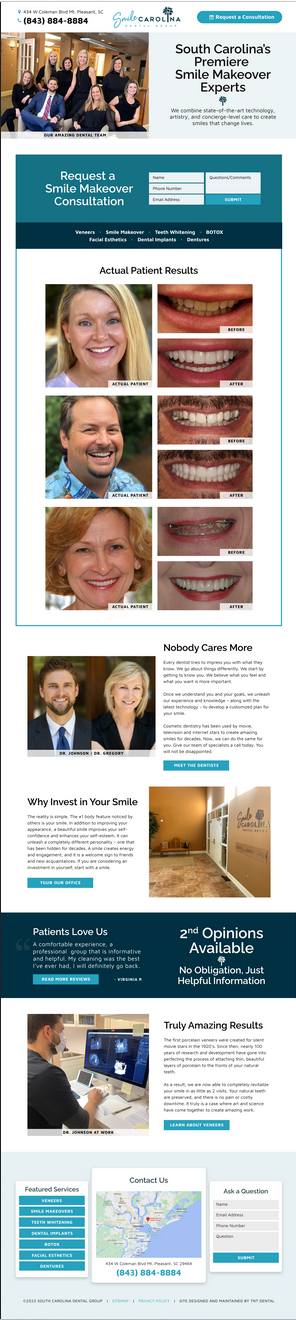 434 W Coleman Blvd Mt. Pleasant, SC
(843) 884-8884
Smile CAROLINA
DENTAL GROUP
Request a Consultation
OUR AMAZING DENTAL TEAM
South Carolina's
Premiere
Smile Makeover
Experts
We combine state-of-the-art technology,
artistry, and concierge-level care to create
smiles that change lives.
Request a
Smile Makeover
Consultation
Name
Phone Number
Email Address
Questions/Comments
SUBMIT
Veneers • Smile Makeover • Teeth Whitening • BOTOX
Facial Esthetics • Dental Implants • Dentures
Actual Patient Results
ACTUAL PATIENT
BEFORE
AFTER
ACTUAL PATIENT
BEFORE
AFTER
ACTUAL PATIENT
BEFORE
AFTER
DR. JOHNSON | DR. GREGORY
Nobody Cares More
Every dentist tries to impress you with what they
know. We go about things differently. We start by
getting to know you. We believe what you feel and
what you want is more important.
Once we understand you and your goals, we unleash
our experience and knowledge – along with the
latest technology – to develop a customized plan for
your smile.
Cosmetic dentistry has been used by movie,
television and internet stars to create amazing
smiles for decades. Now, we can do the same for
you. Give our team of specialists a call today. You
will not be disappointed.
MEET THE DENTISTS
Why Invest in Your Smile
The reality is simple. The #1 body feature noticed by
others is your smile. In addition to improving your
appearance, a beautiful smile improves your self-
confidence and enhances your self-esteem. It can
unleash a completely different personality – one that
has been hidden for decades. A smile creates energy
and engagement, and it is a welcome sign to friends
and new acquaintances. If you are considering an
investment in yourself, start with a smile.
TOUR OUR OFFICE
Patients Love Us
A comfortable experience, a
professional group that is informative
and helpful. My cleaning was the best
I've ever had, I will definitely go back.
READ MORE REVIEWS
- VIRGINIA P.
2nd Opinions
Available
No Obligation, Just
Helpful Information
DR. JOHNSON AT WORK
Truly Amazing Results
The first porcelain veneers were created for silent
movie stars in the 1920's. Since then, nearly 100
years of research and development have gone into
perfecting the process of attaching thin, beautiful
layers of porcelain to the fronts of your natural
teeth.
As a result, we are now able to completely revitalize
your smile in as little as 2 visits. Your natural teeth
are preserved, and there is no pain or costly
downtime. It truly is a case where art and science
have come together to create amazing work.
LEARN ABOUT VENEERS
Featured Services
VENEERS
SMILE MAKEOVERS
TEETH WHITENING
DENTAL IMPLANTS
BOTOX
FACIAL ESTHETICS
DENTURES
Contact Us
434 W Coleman Blvd Mt. Pleasant, SC 29464
(843) 884-8884
Ask a Question
Name
Email Address
Phone Number
Question
SUBMIT
©2023 SOUTH CAROLINA DENTAL GROUP | SITEMAP | PRIVACY POLICY | SITE DESIGNED AND MAINTAINED BY TNT DENTAL